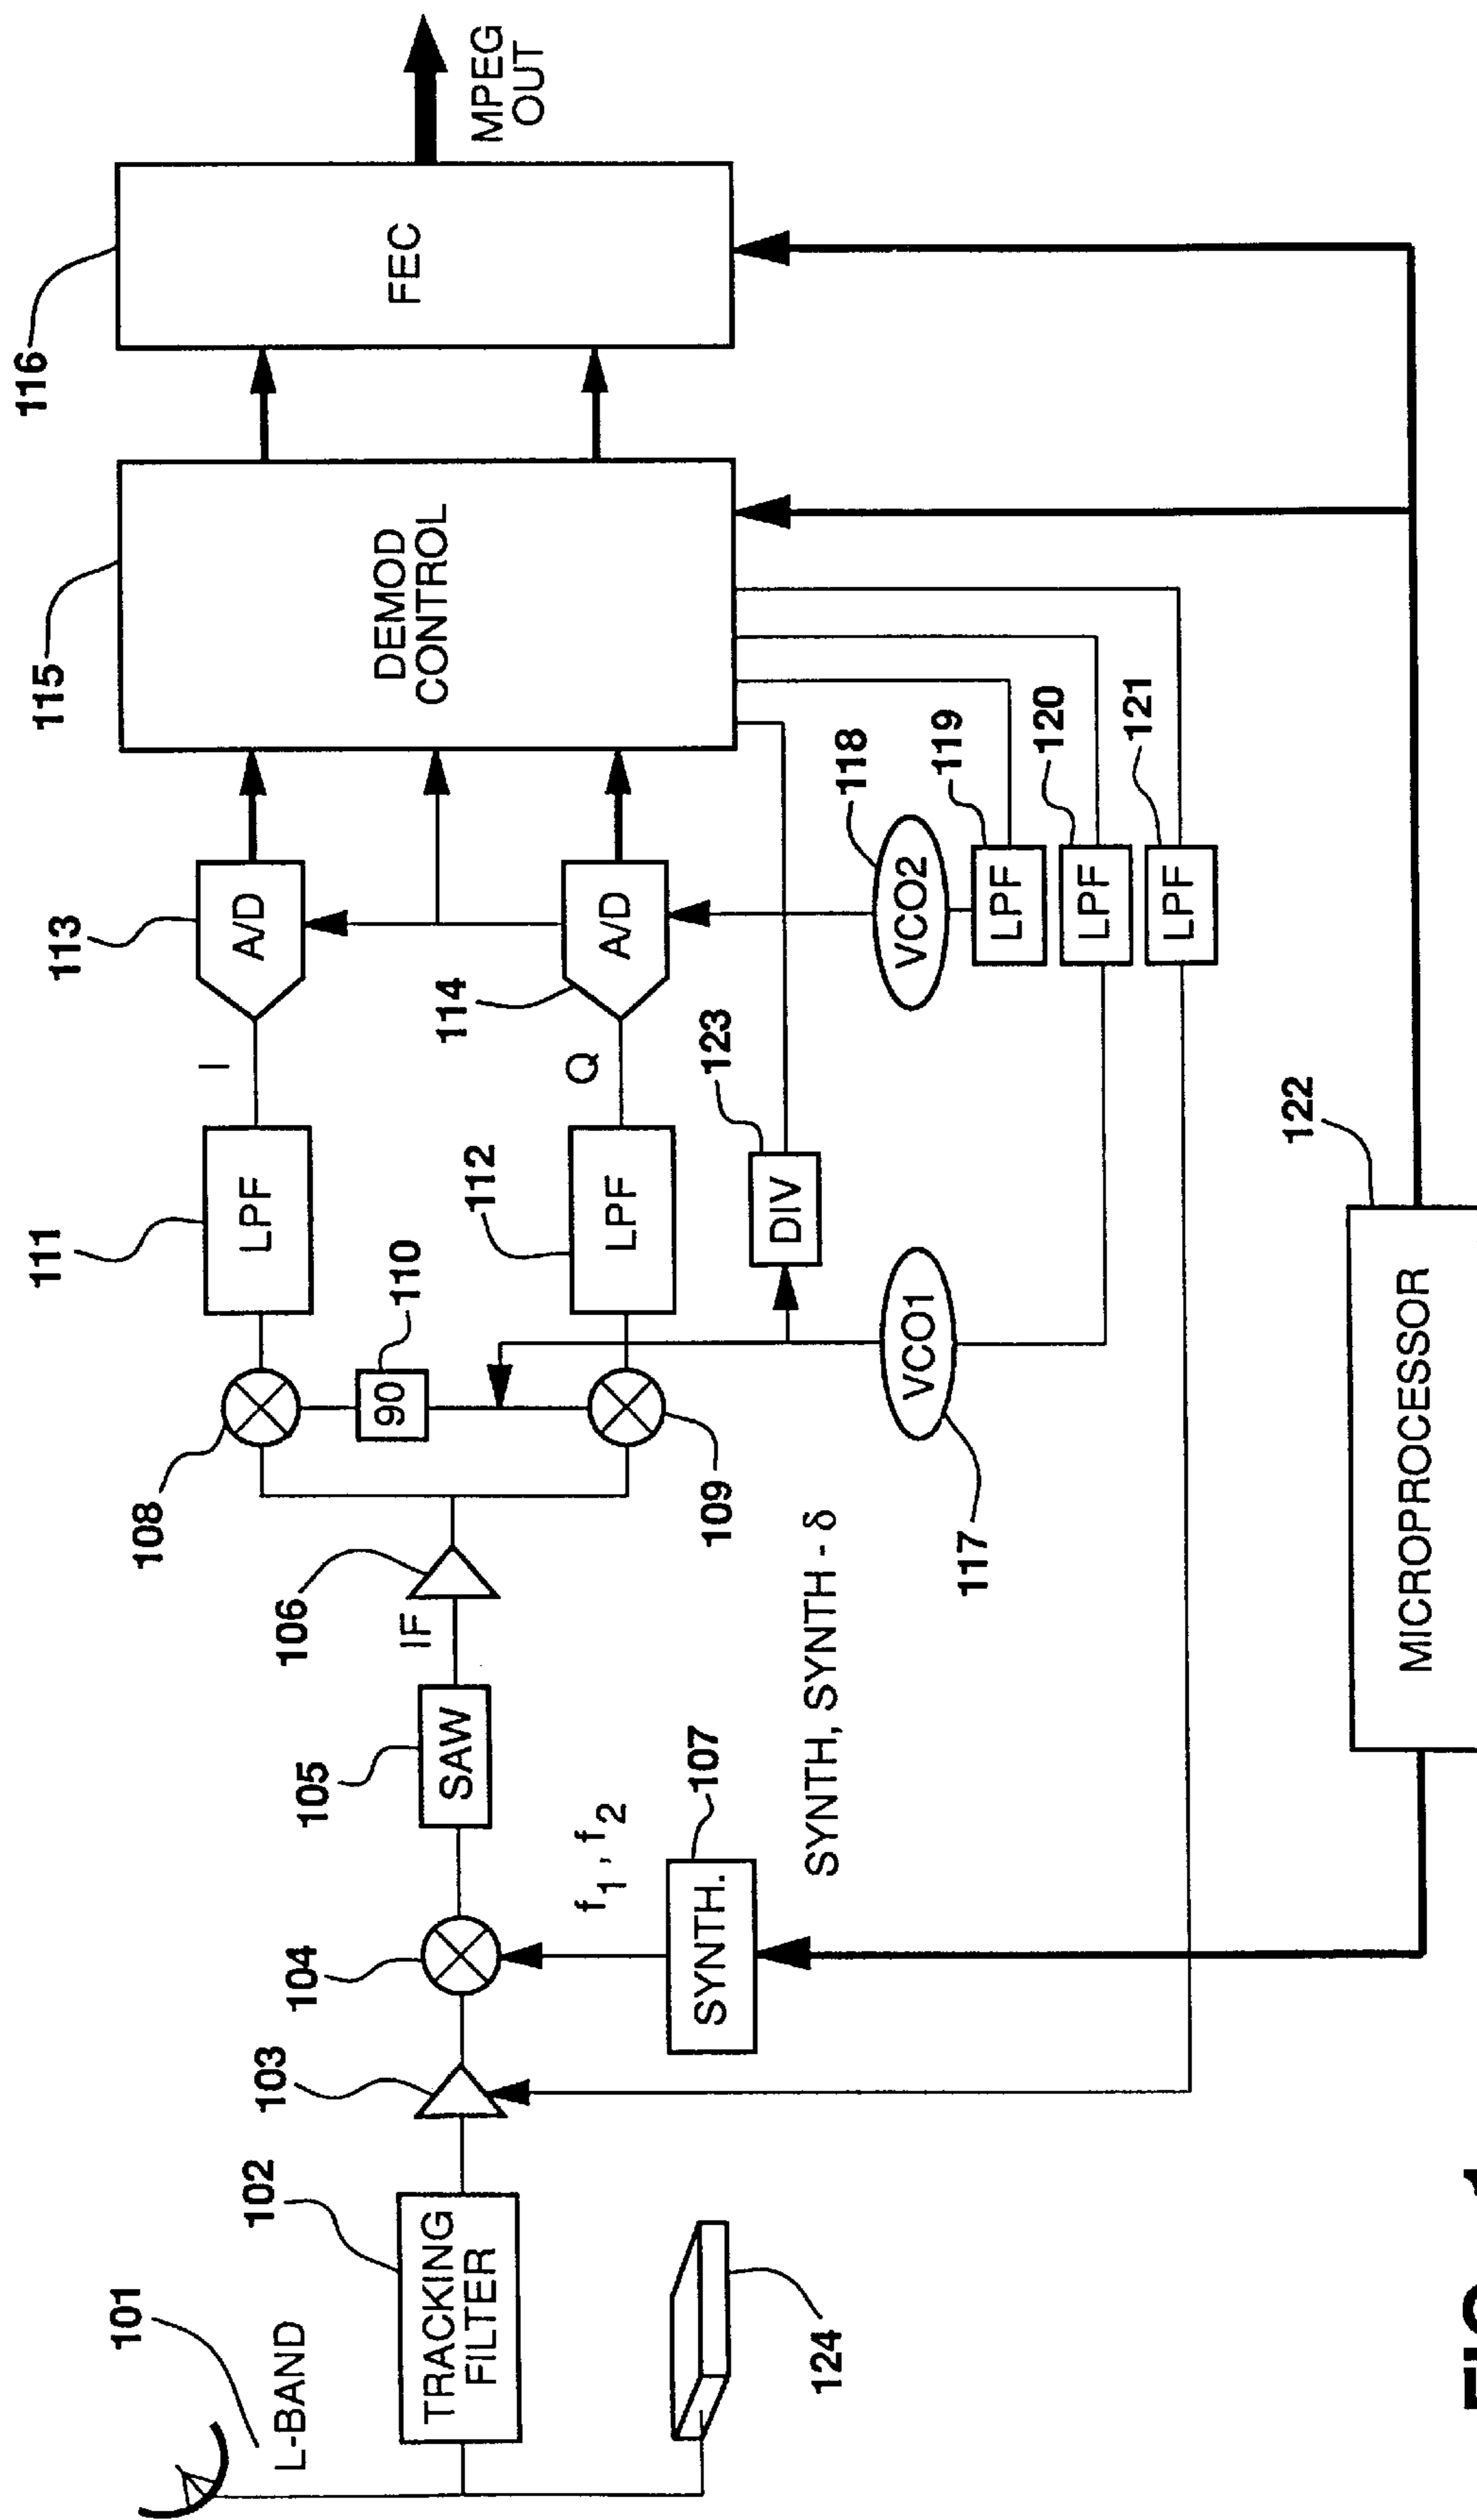 101
L-BAND
102
TRACKING
FILTER
124
103
104
f1, f2
107
SYNTH.
SYNTH, SYNTH - δ
105
SAW
106
IF
108
109
110
90
117
VCO1
111
LPF
112
LPF
123
DIV
I
Q
113
A/D
114
A/D
118
VCO2
119
LPF
120
LPF
121
LPF
115
DEMOD
CONTROL
116
FEC
MPEG
OUT
122
MICROPROCESSOR